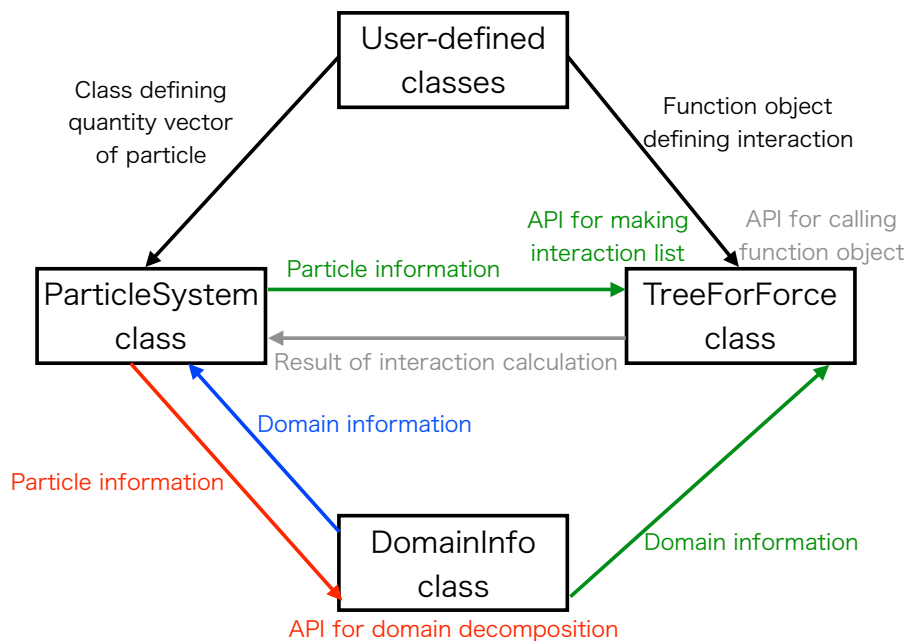 User-defined
classes
Class defining
quantity vector
of particle
Function object
defining interaction
API for making
interaction list
API for calling
function object
Particle information
ParticleSystem
class
TreeForForce
class
Result of interaction calculation
Domain information
Particle information
DomainInfo
class
Domain information
API for domain decomposition